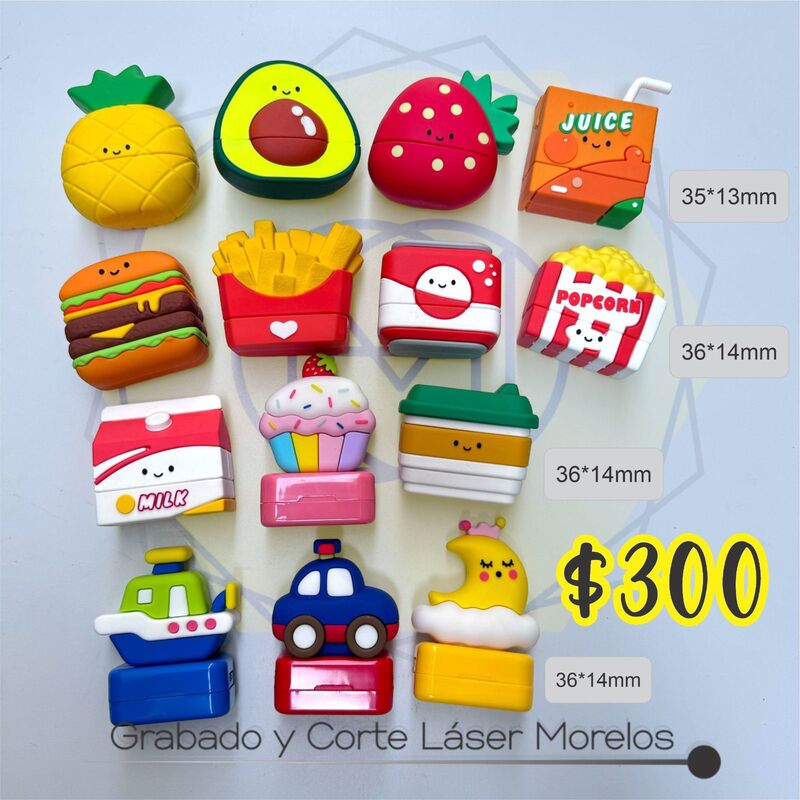 JUICE
35*13mm
POPCORN
36*14mm
MILK
36*14mm
$300
36*14mm
Grabado y Corte Láser Morelos